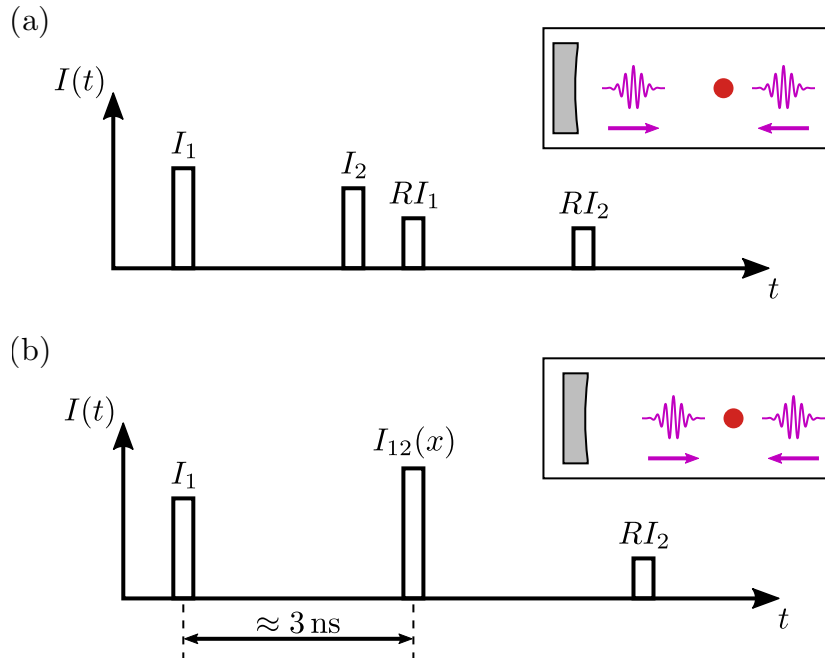 (a)
I(t)
I₁
I₂
RI₁
RI₂
t
(b)
I(t)
I₁
I₁₂(x)
RI₂
≈ 3 ns
t